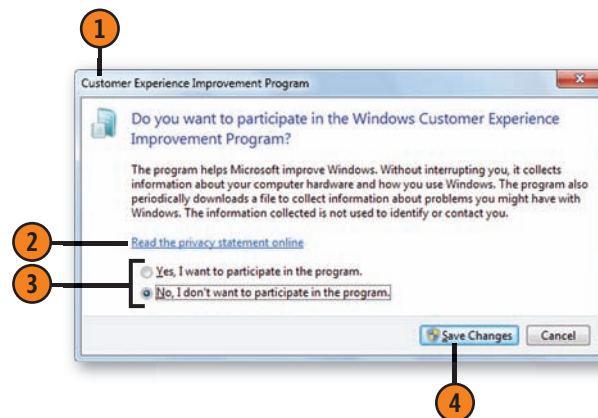 1
Customer Experience Improvement Program
Do you want to participate in the Windows Customer Experience
Improvement Program?
The program helps Microsoft improve Windows. Without interrupting you, it collects
information about your computer hardware and how you use Windows. The program also
periodically downloads a file to collect information about problems you might have with
Windows. The information collected is not used to identify or contact you.
2
Read the privacy statement online
3
Yes, I want to participate in the program.
No, I don't want to participate in the program.
Save Changes
Cancel
4